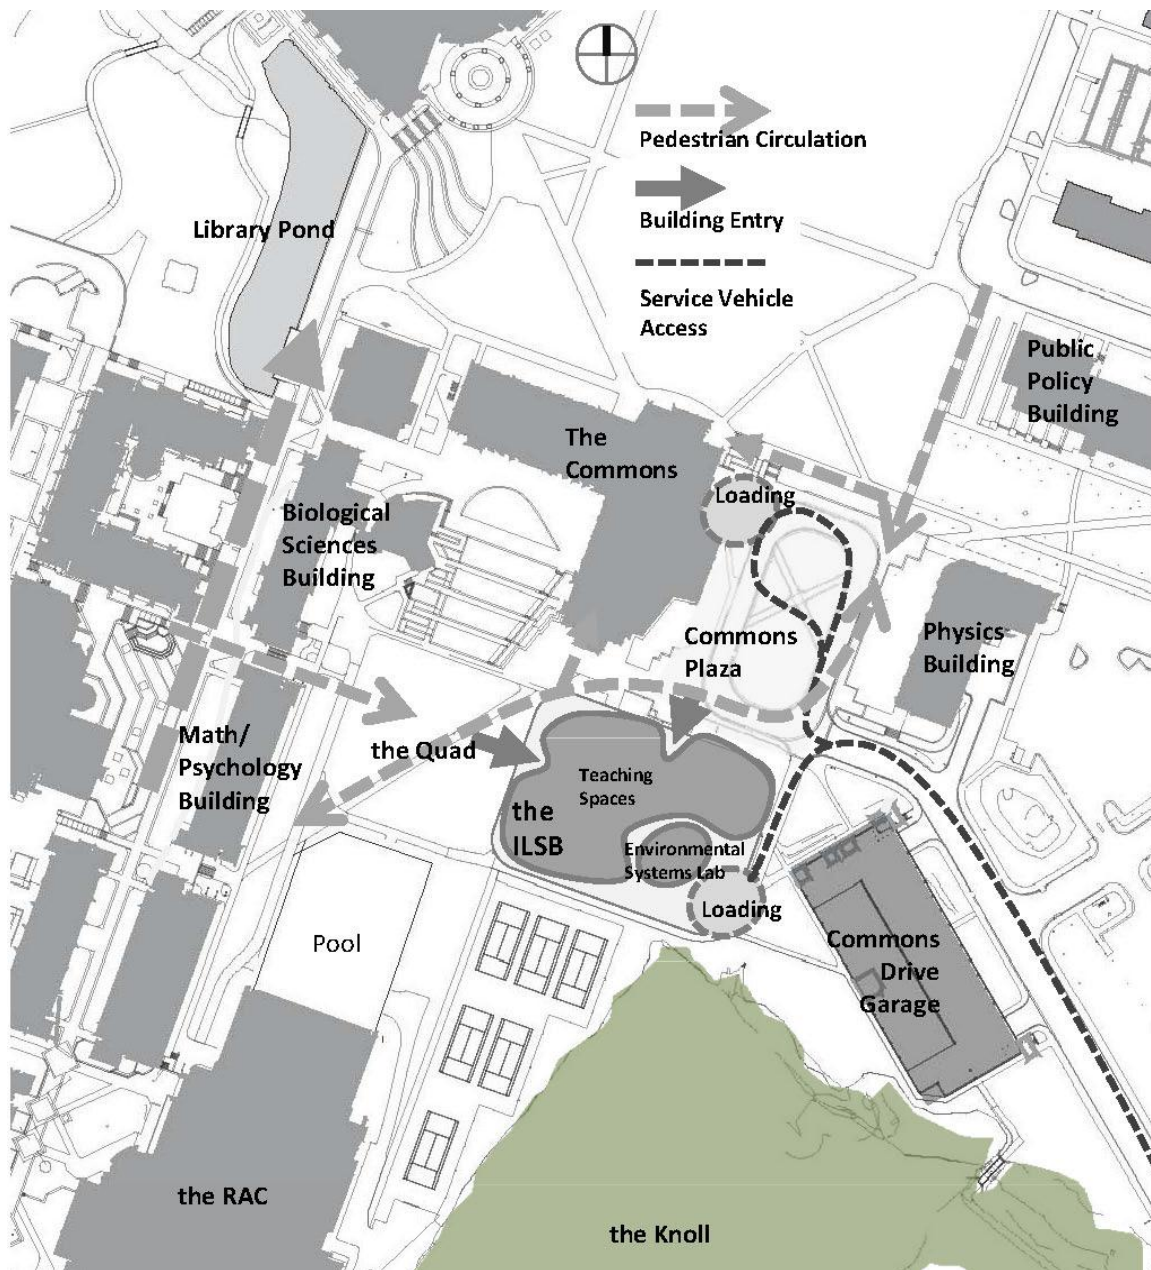 Pedestrian Circulation
Building Entry
Service Vehicle
Access
Library Pond
Public
Policy
Building
The
Commons
Loading
Biological
Sciences
Building
Commons
Plaza
Physics
Building
Math/
Psychology
Building
the Quad
Teaching
Spaces
the
ILSB
Environmental
Systems Lab
Loading
Pool
Commons
Drive
Garage
the RAC
the Knoll